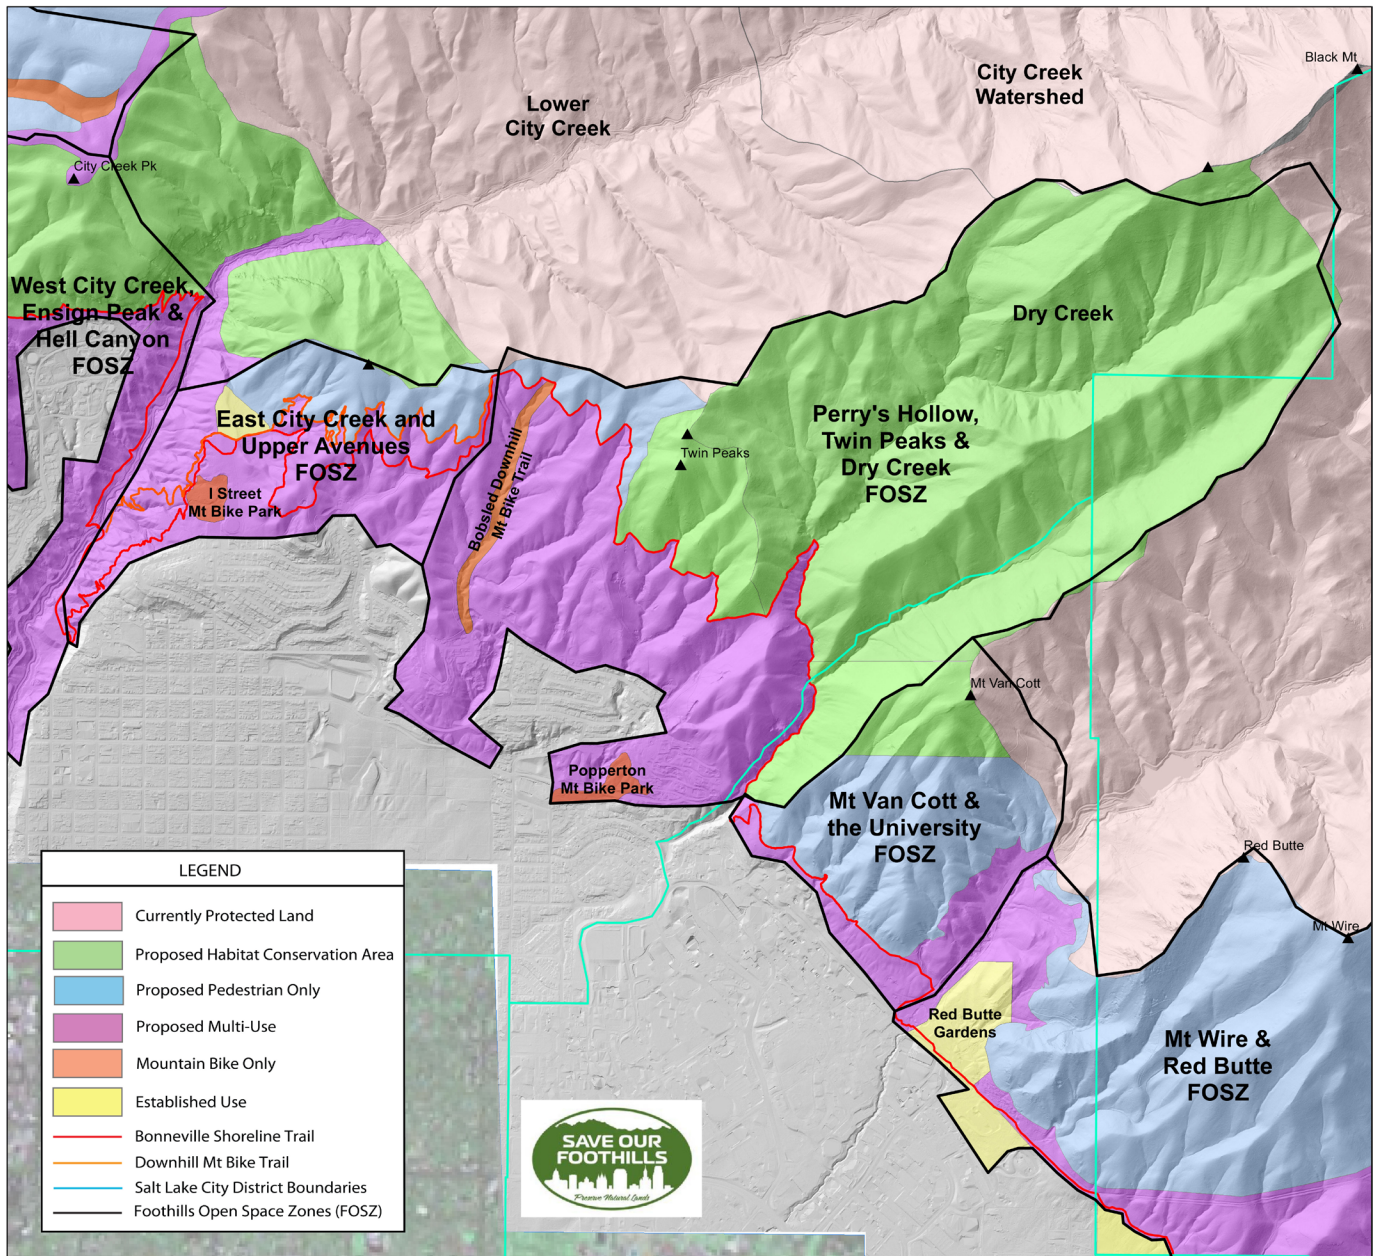 Black Mt
City Creek
Watershed
Lower
City Creek
City Creek Pk
West City Creek,
Ensign Peak &
Hell Canyon
FOSZ
Dry Creek
East City Creek and
Upper Avenues
FOSZ
Perry's Hollow,
Twin Peaks &
Dry Creek
FOSZ
Twin Peaks
Bobsled Downhill
Mt Bike Trail
I Street
Mt Bike Park
Mt Van Cott
Popperton
Mt Bike Park
Mt Van Cott &
the University
FOSZ
Red Butte
Mt Wire
Red Butte
Gardens
Mt Wire &
Red Butte
FOSZ
LEGEND
Currently Protected Land
Proposed Habitat Conservation Area
Proposed Pedestrian Only
Proposed Multi-Use
Mountain Bike Only
Established Use
Bonneville Shoreline Trail
Downhill Mt Bike Trail
Salt Lake City District Boundaries
Foothills Open Space Zones (FOSZ)
SAVE OUR
FOOTHILLS
Preserve Natural Lands